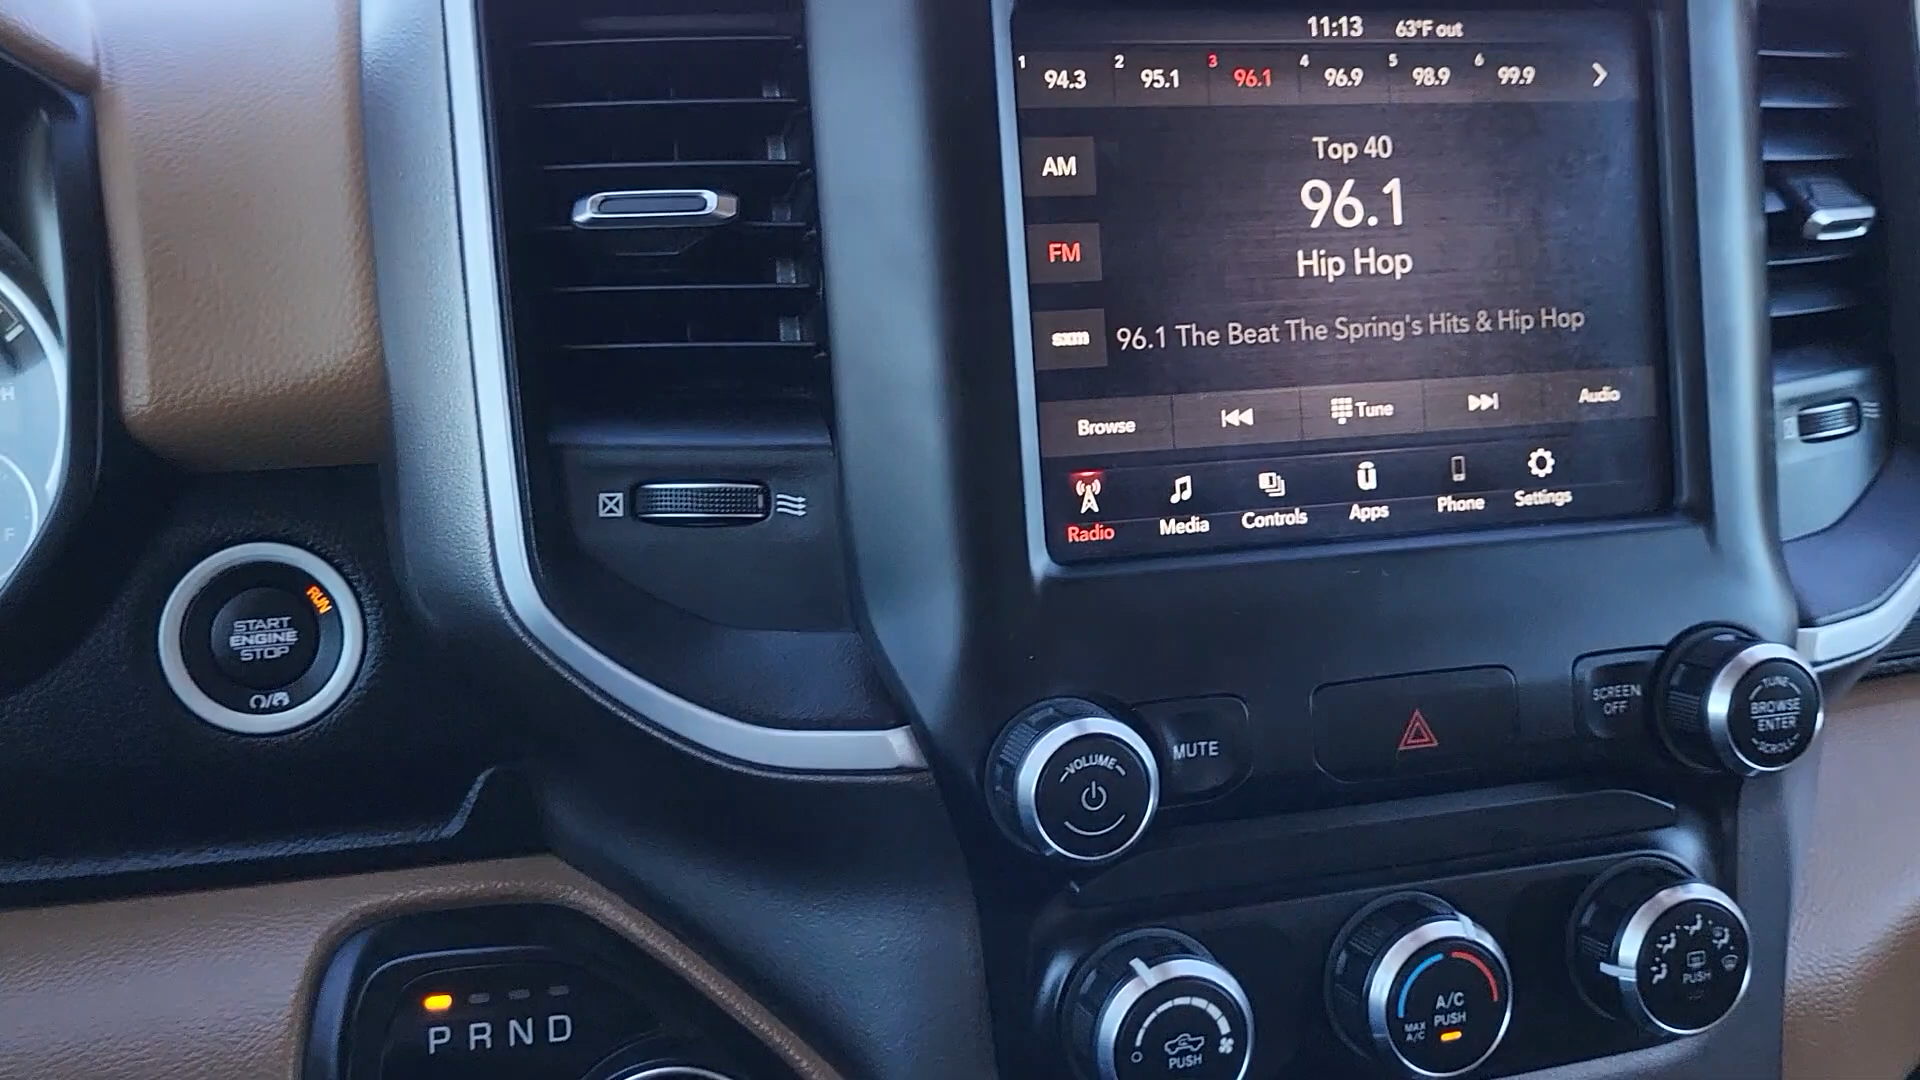 11:13 63°F out
1 94.3 2 95.1 3 96.1 4 96.9 5 98.9 6 99.9
AM
Top 40
96.1
FM
Hip Hop
sxm
96.1 The Beat The Spring's Hits & Hip Hop
Browse Tune Audio
Radio Media Controls Apps Phone Settings
H
F
RUN
START
ENGINE
STOP
VOLUME
MUTE
SCREEN
OFF
TUNE
BROWSE
ENTER
SCROLL
P R N D
PUSH
A/C
PUSH
MAX
A/C
PUSH